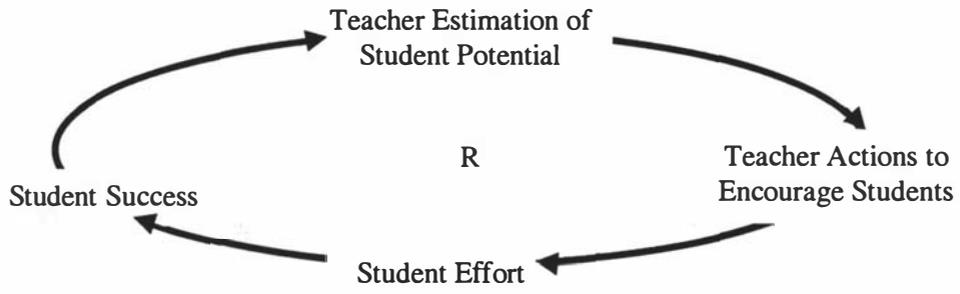 Teacher Estimation of
Student Potential
R
Teacher Actions to
Encourage Students
Student Success
Student Effort